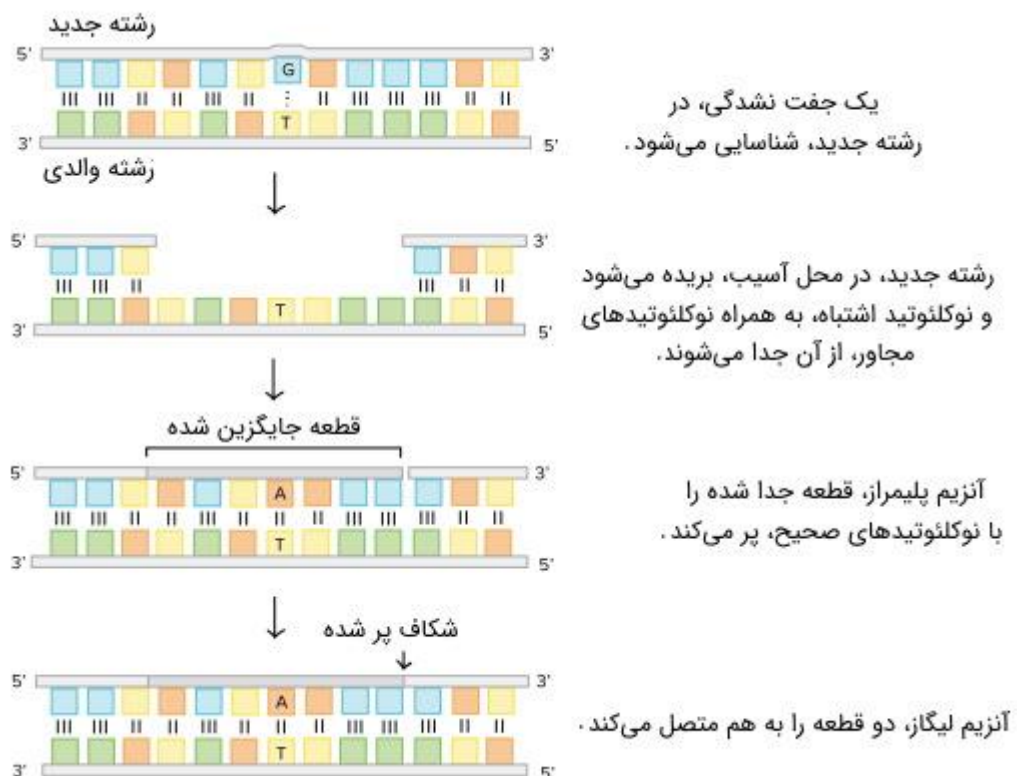 رشته جدید
5' 3'
G
T
3' 5'
رشته والدی
یک جفت نشدگی، در
رشته جدید، شناسایی می‌شود.
5' 3'
T
3' 5'
رشته جدید، در محل آسیب، بریده می‌شود
و نوکلئوتید اشتباه، به همراه نوکلئوتیدهای
مجاور، از آن جدا می‌شوند.
قطعه جایگزین شده
5' 3'
A
T
3' 5'
آنزیم پلیمراز، قطعه جدا شده را
با نوکلئوتیدهای صحیح، پر می‌کند.
شکاف پر شده
5' 3'
A
T
3' 5'
آنزیم لیگاز، دو قطعه را به هم متصل می‌کند.